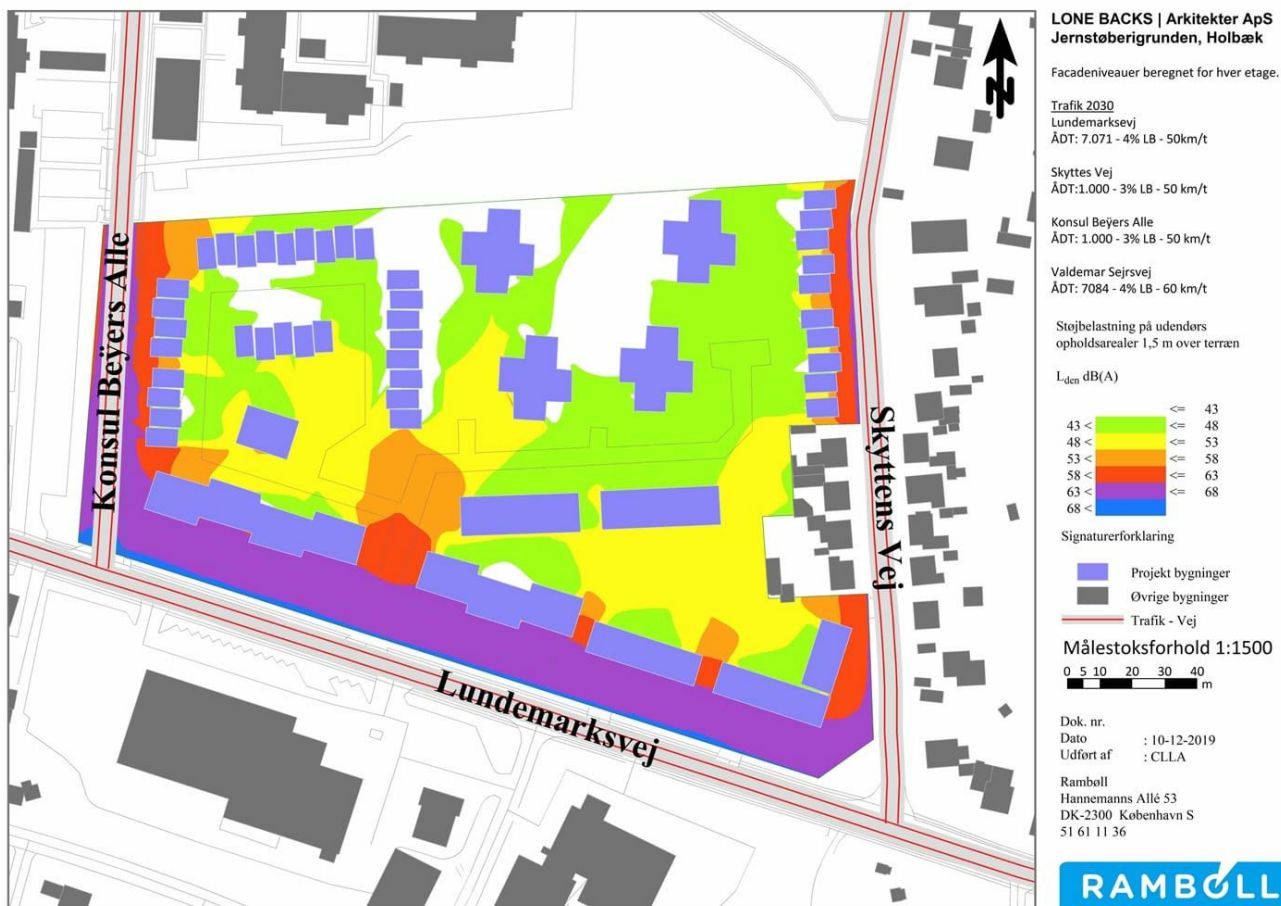 LONE BACKS | Arkitekter ApS
Jernstøberigrunden, Holbæk
Facadeniveauer beregnet for hver etage.
Trafik 2030
Lundemarksevj
ÅDT: 7.071 - 4% LB - 50km/t
Skyttes Vej
ÅDT:1.000 - 3% LB - 50 km/t
Konsul Beÿers Alle
ÅDT: 1.000 - 3% LB - 50 km/t
Valdemar Sejrsvej
ÅDT: 7084 - 4% LB - 60 km/t
Støjbelastning på udendørs
opholdsarealer 1,5 m over terræn
Lden dB(A)
<= 43
43 < <= 48
48 < <= 53
53 < <= 58
58 < <= 63
63 < <= 68
68 <
Signaturerforklaring
Projekt bygninger
Øvrige bygninger
Trafik - Vej
Målestoksforhold 1:1500
0 5 10 20 30 40
m
Dok. nr.
Dato : 10-12-2019
Udført af : CLLA
Rambøll
Hannemanns Allé 53
DK-2300 København S
51 61 11 36
RAMBOLL
N
Konsul Beÿers Alle
Skyttens Vej
Lundemarksvej